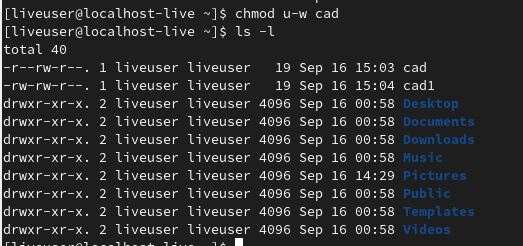 [liveuser@localhost-live ~]$ chmod u-w cad
[liveuser@localhost-live ~]$ ls -l
total 40
-r--rw-r--. 1 liveuser liveuser   19 Sep 16 15:03 cad
-rw-rw-r--. 1 liveuser liveuser   19 Sep 16 15:04 cad1
drwxr-xr-x. 2 liveuser liveuser 4096 Sep 16 00:58 Desktop
drwxr-xr-x. 2 liveuser liveuser 4096 Sep 16 00:58 Documents
drwxr-xr-x. 2 liveuser liveuser 4096 Sep 16 00:58 Downloads
drwxr-xr-x. 2 liveuser liveuser 4096 Sep 16 00:58 Music
drwxr-xr-x. 2 liveuser liveuser 4096 Sep 16 14:29 Pictures
drwxr-xr-x. 2 liveuser liveuser 4096 Sep 16 00:58 Public
drwxr-xr-x. 2 liveuser liveuser 4096 Sep 16 00:58 Templates
drwxr-xr-x. 2 liveuser liveuser 4096 Sep 16 00:58 Videos
[liveuser@localhost-live ~]$